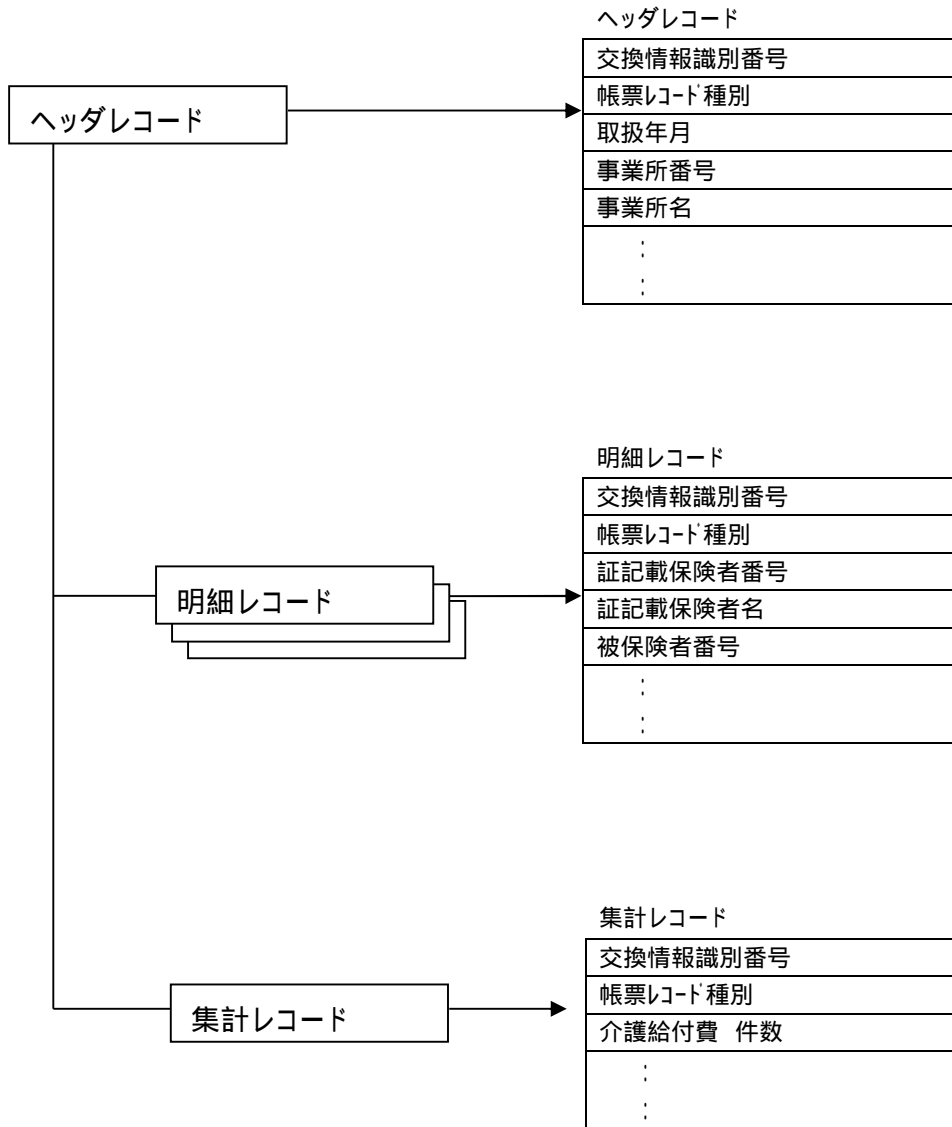 ヘッダレコード
ヘッダレコード
交換情報識別番号
帳票ﾚｺｰﾄﾞ種別
取扱年月
事業所番号
事業所名
:
:
明細レコード
明細レコード
交換情報識別番号
帳票ﾚｺｰﾄﾞ種別
証記載保険者番号
証記載保険者名
被保険者番号
:
:
集計レコード
集計レコード
交換情報識別番号
帳票ﾚｺｰﾄﾞ種別
介護給付費 件数
:
: